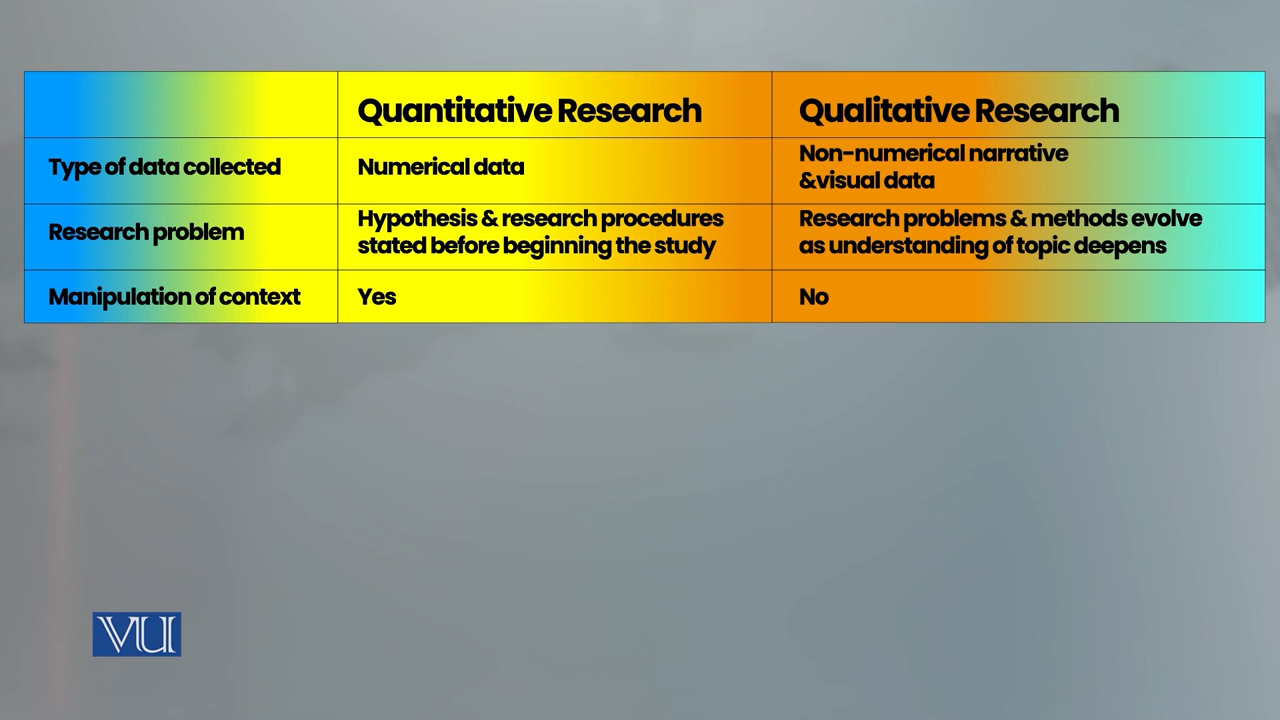 Quantitative Research
Qualitative Research
Type of data collected
Numerical data
Non-numerical narrative
&visual data
Research problem
Hypothesis & research procedures
stated before beginning the study
Research problems & methods evolve
as understanding of topic deepens
Manipulation of context
Yes
No
VU